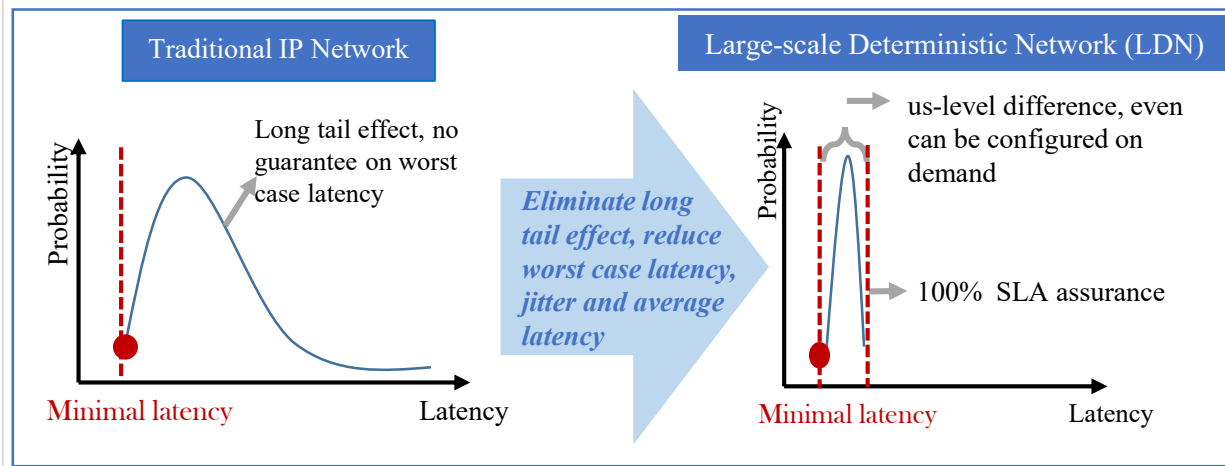 Traditional IP Network
Probability
Long tail effect, no
guarantee on worst
case latency
Minimal latency
Latency
Eliminate long
tail effect, reduce
worst case latency,
jitter and average
latency
Large-scale Deterministic Network (LDN)
Probability
us-level difference, even
can be configured on
demand
100% SLA assurance
Minimal latency
Latency